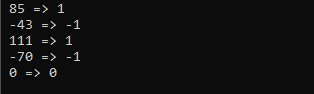 85 => 1
-43 => -1
111 => 1
-70 => -1
0 => 0